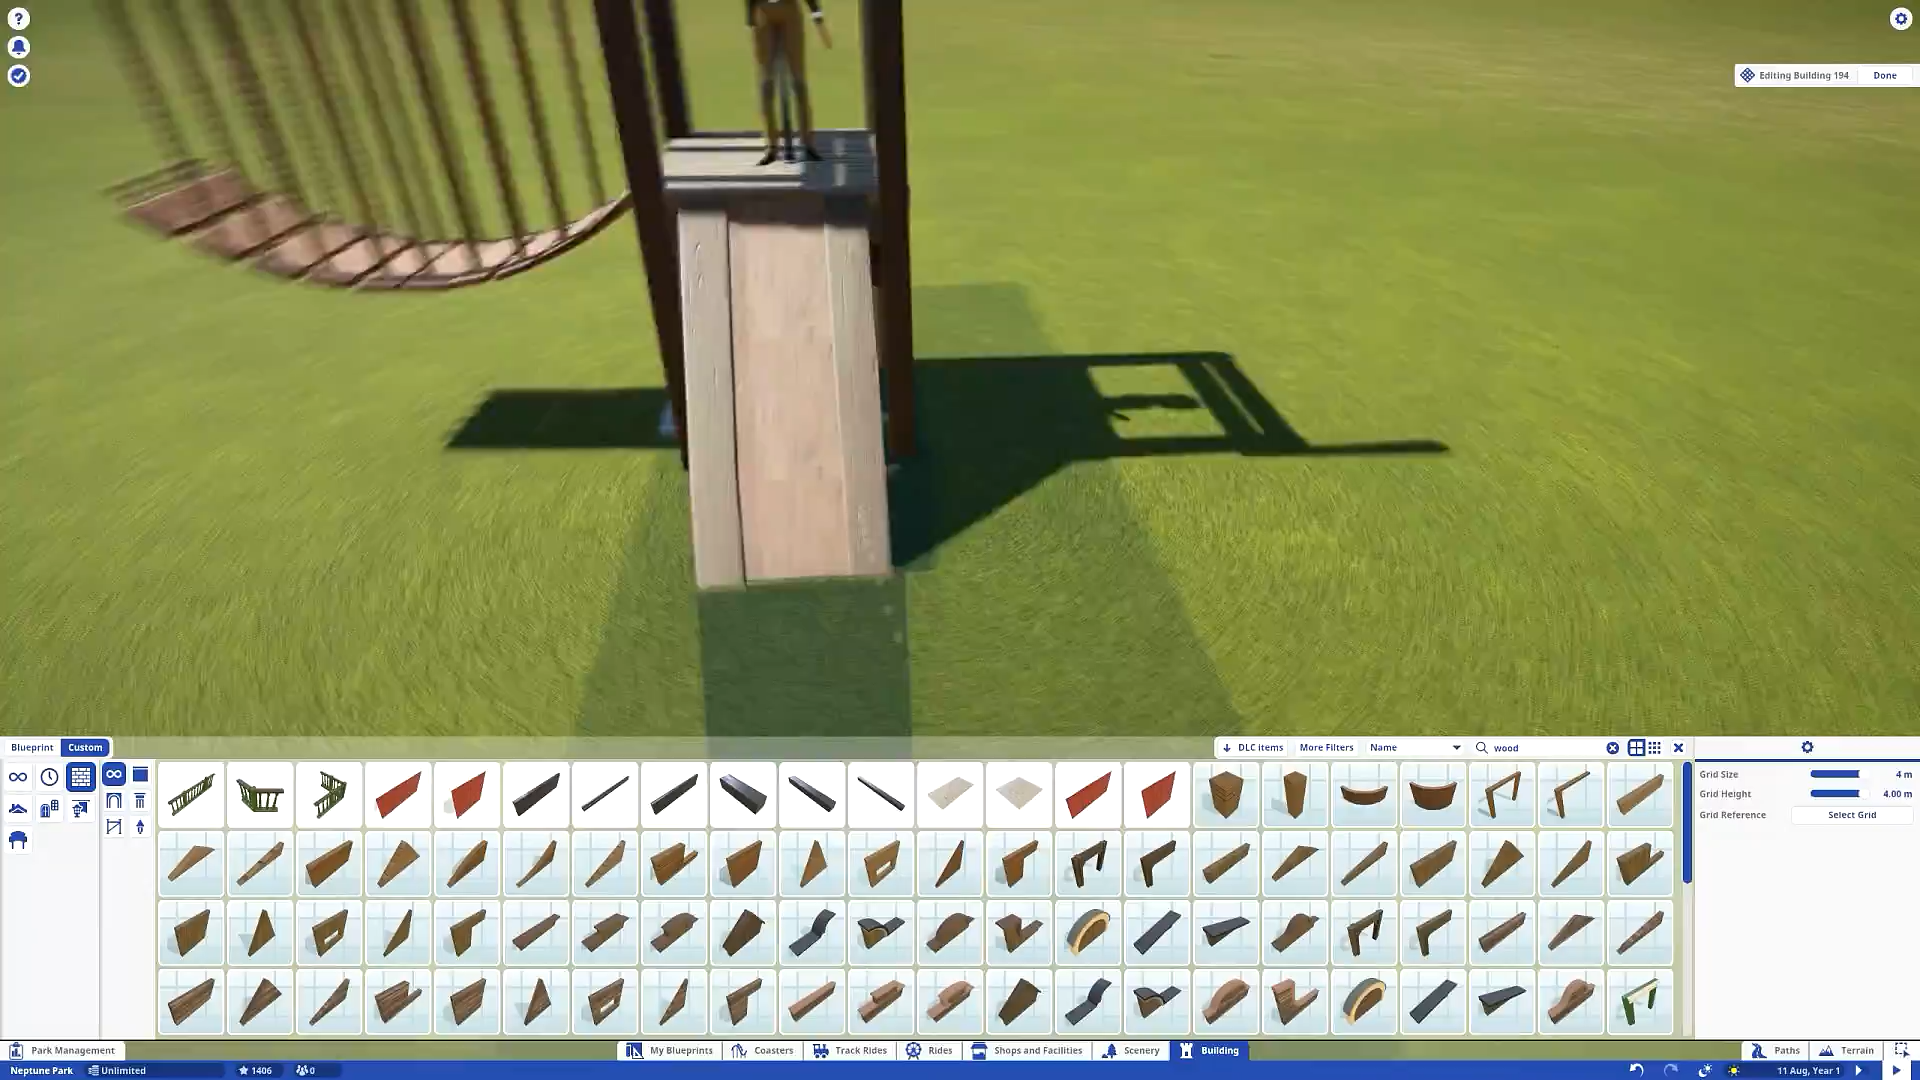 ?
Editing Building 194 Done
Blueprint Custom
DLC items More Filters Name wood
Grid Size 4 m
Grid Height 4.00 m
Grid Reference Select Grid
Park Management My Blueprints Coasters Track Rides Rides Shops and Facilities Scenery Building Paths Terrain
Neptune Park Unlimited 1406 0 11 Aug, Year 1